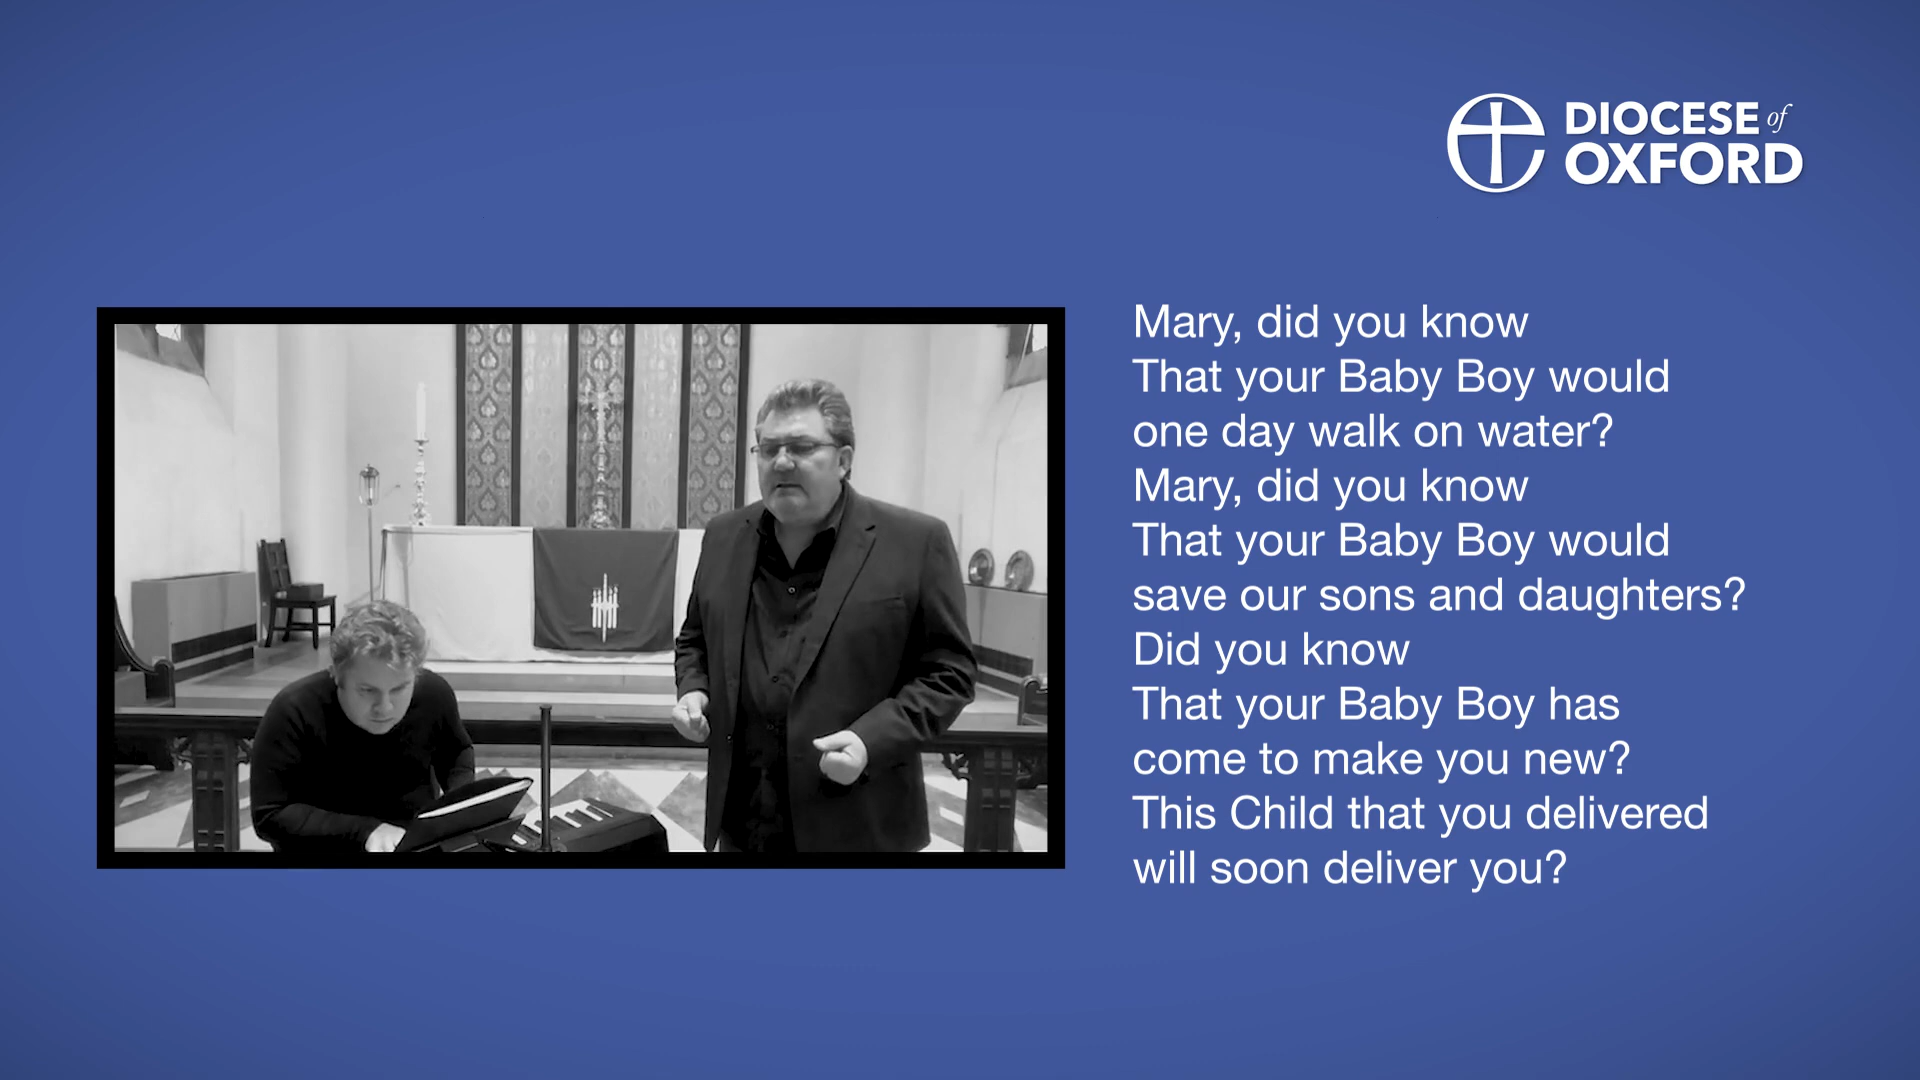 DIOCESE of
OXFORD
Mary, did you know
That your Baby Boy would
one day walk on water?
Mary, did you know
That your Baby Boy would
save our sons and daughters?
Did you know
That your Baby Boy has
come to make you new?
This Child that you delivered
will soon deliver you?